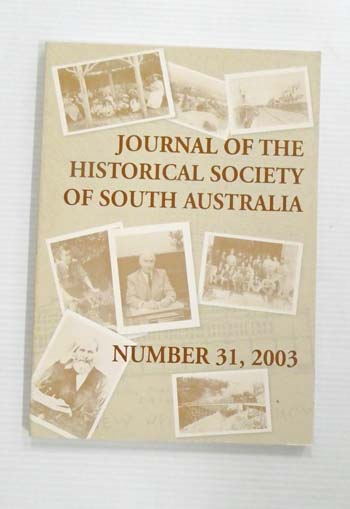 JOURNAL OF THE
HISTORICAL SOCIETY
OF SOUTH AUSTRALIA
NUMBER 31, 2003